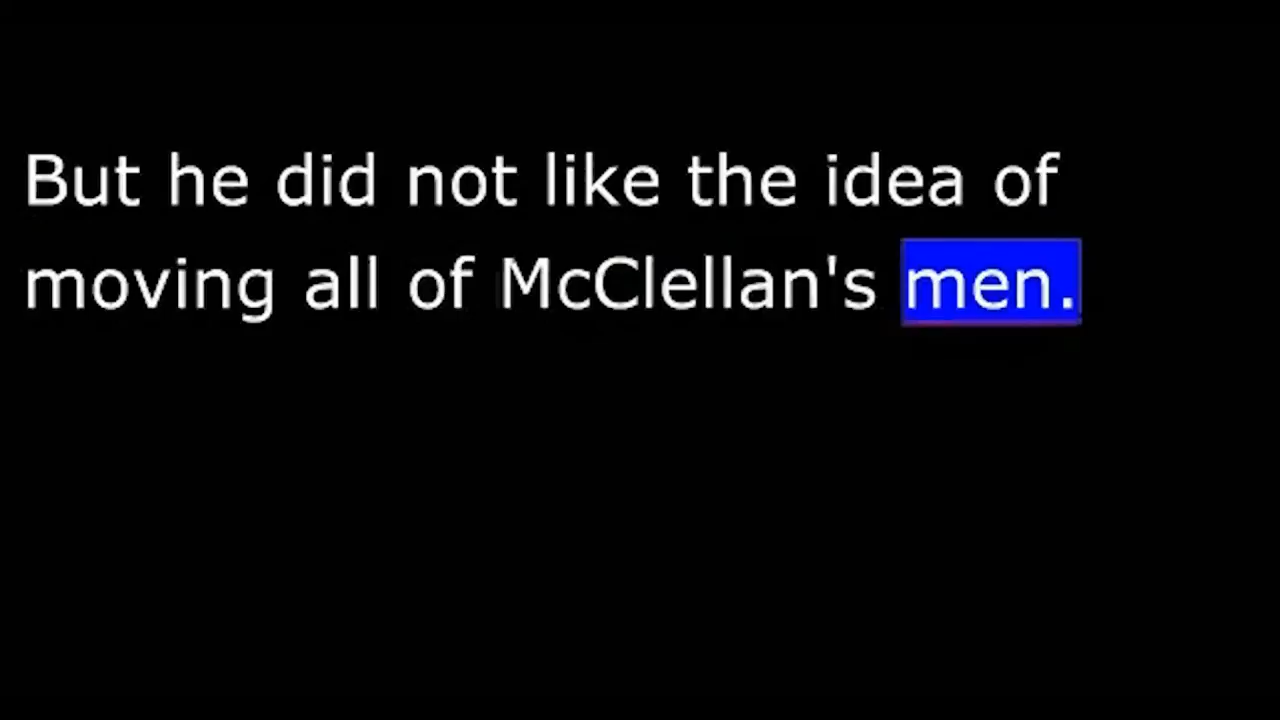 But he did not like the idea of
moving all of McClellan's men.